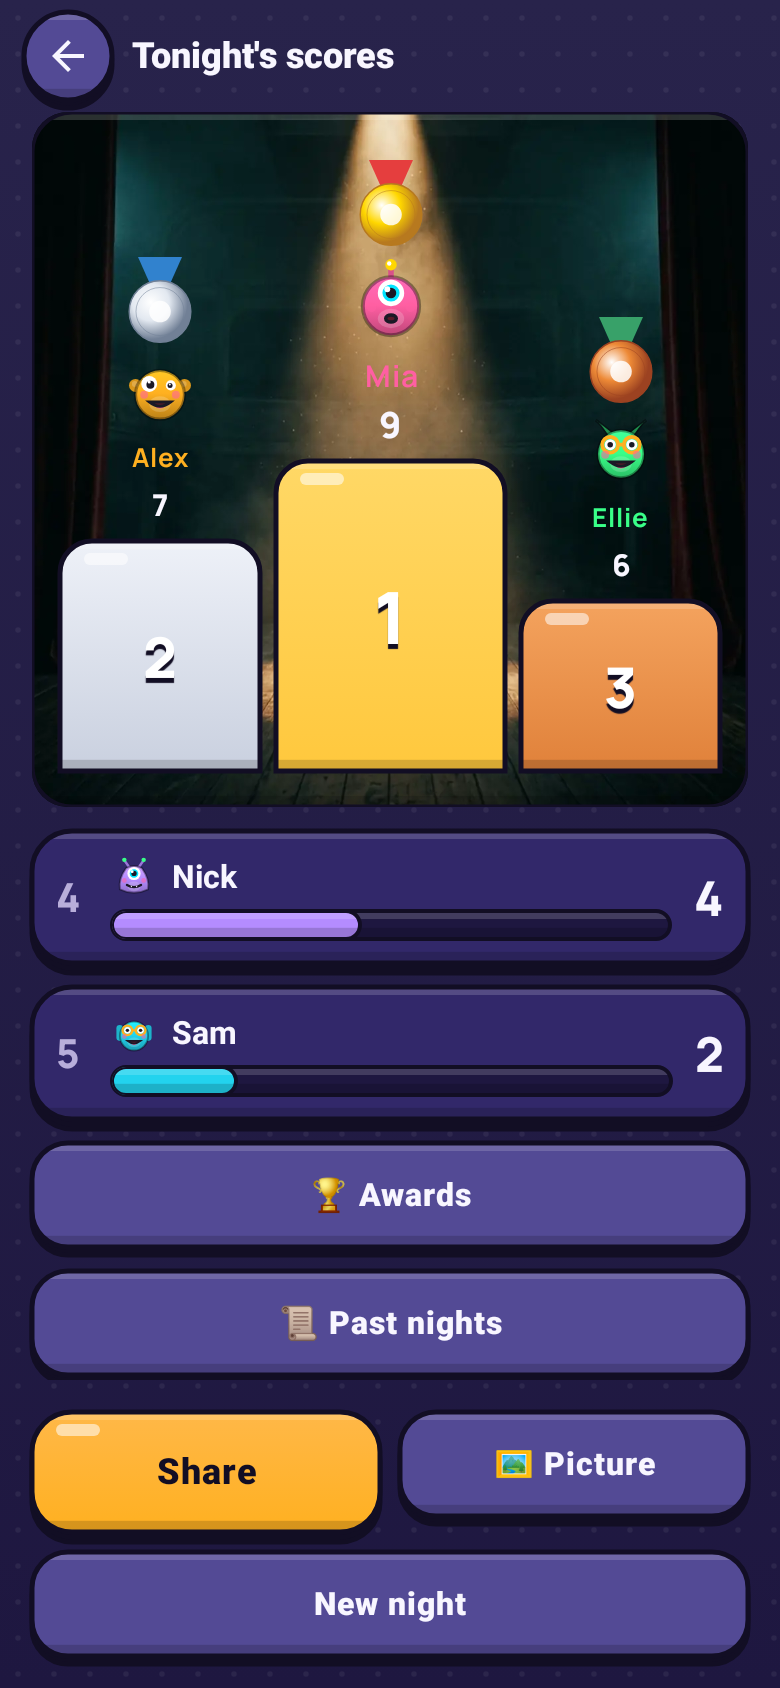 Tonight's scores
Mia
9
Alex
7
Ellie
6
1
2
3
4
Nick
4
5
Sam
2
🏆 Awards
📜 Past nights
Share
🖼️ Picture
New night